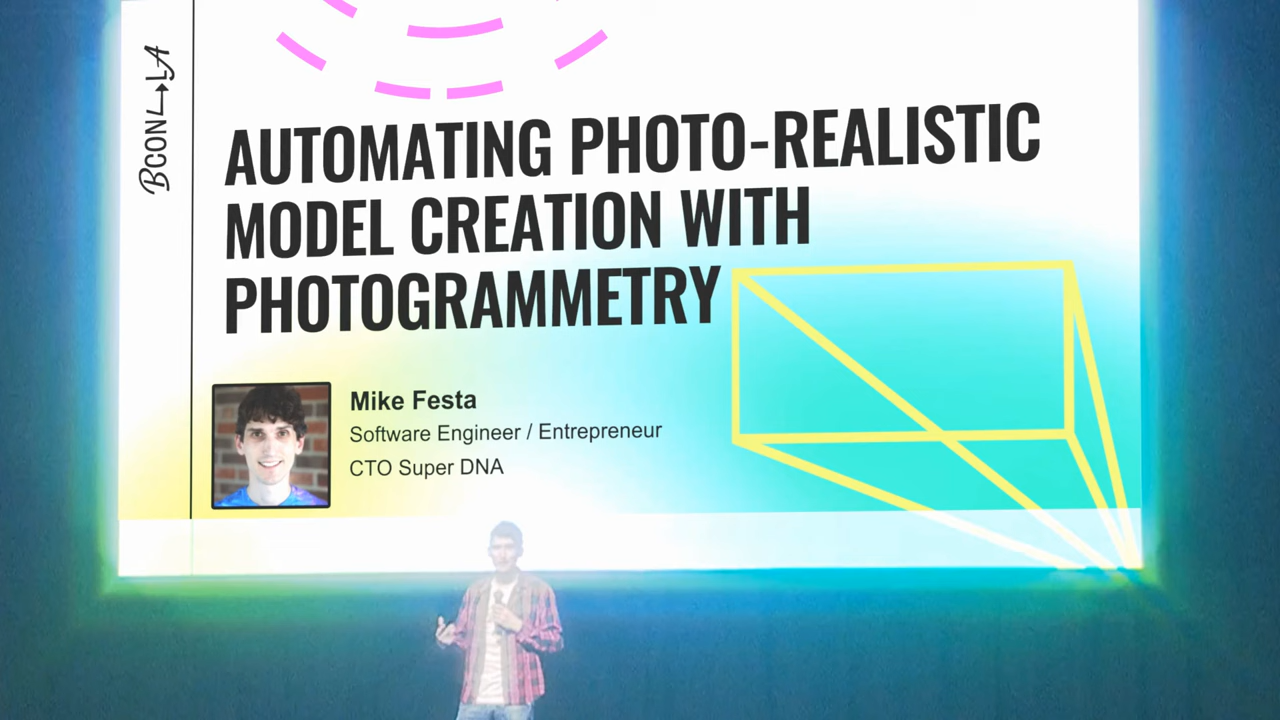 BCON LA
AUTOMATING PHOTO-REALISTIC
MODEL CREATION WITH
PHOTOGRAMMETRY
Mike Festa
Software Engineer / Entrepreneur
CTO Super DNA